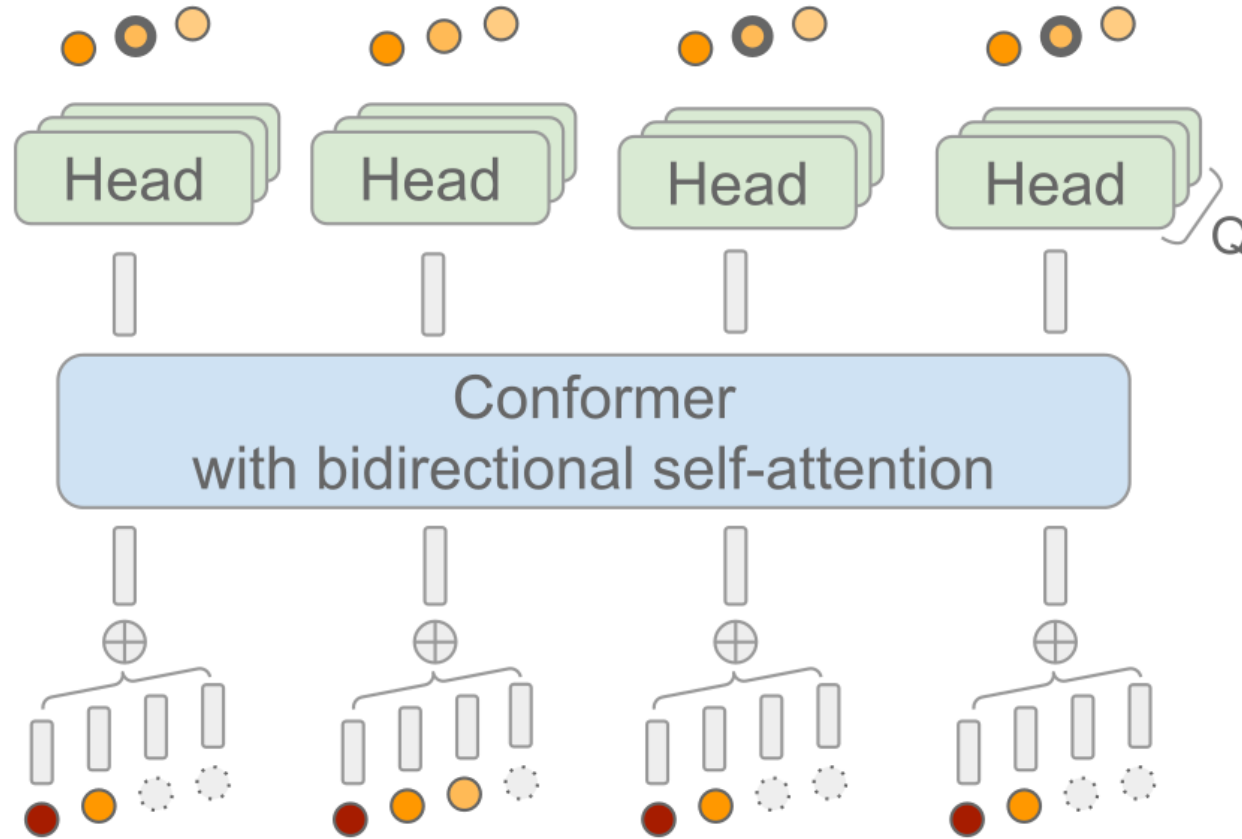 Head
Head
Head
Head
Q
Conformer
with bidirectional self-attention